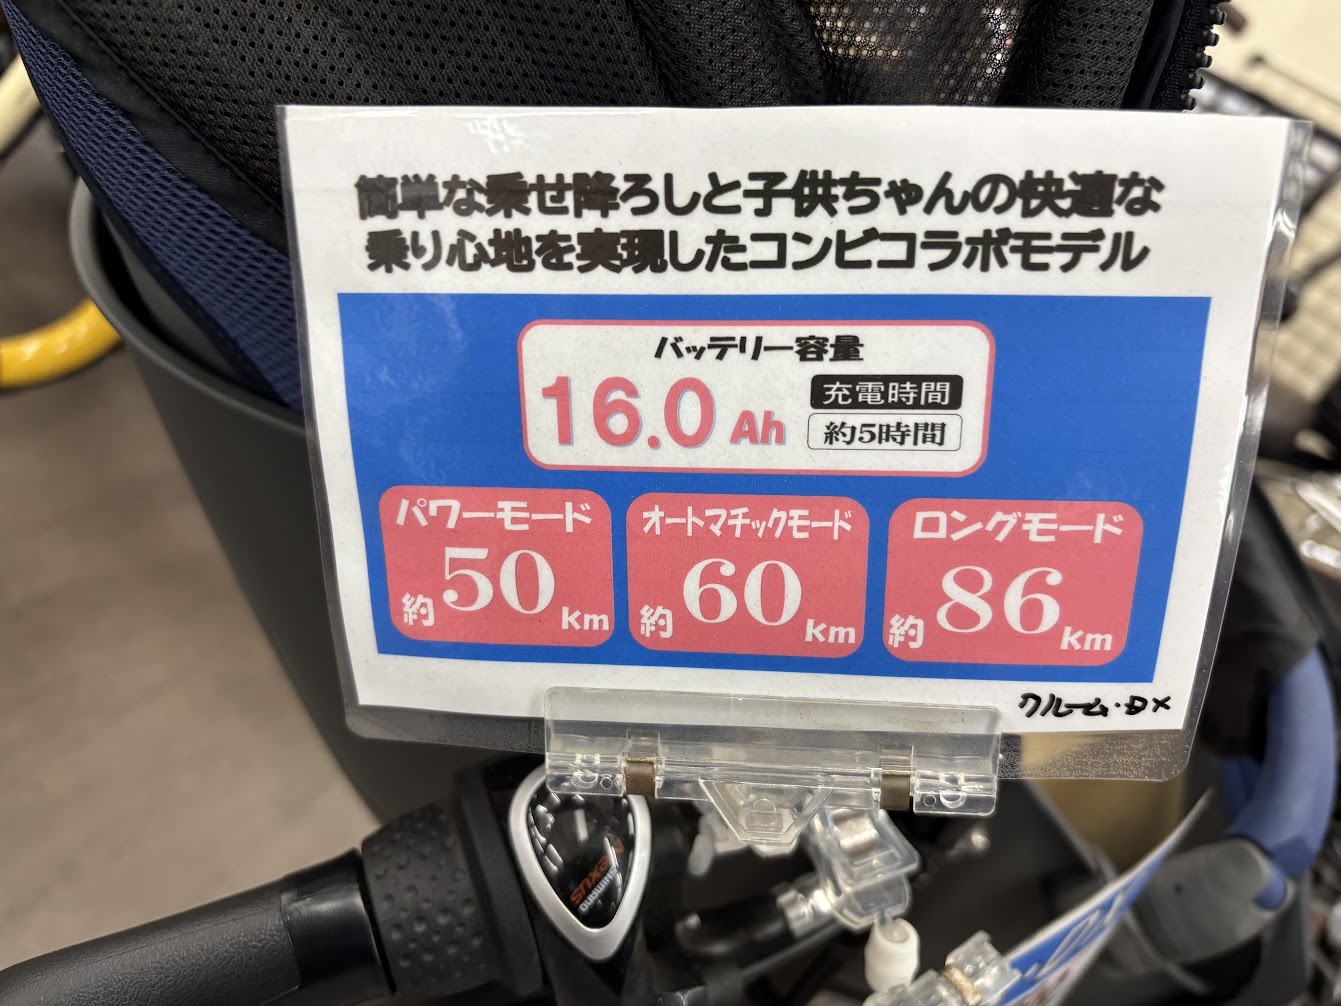 簡単な乗せ降ろしと子供ちゃんの快適な
乗り心地を実現したコンビコラボモデル
バッテリー容量
16.0 Ah
充電時間
約5時間
パワーモード
約50km
オートマチックモード
約60km
ロングモード
約86km
クルーム・DX
SHIMANO
NEXUS